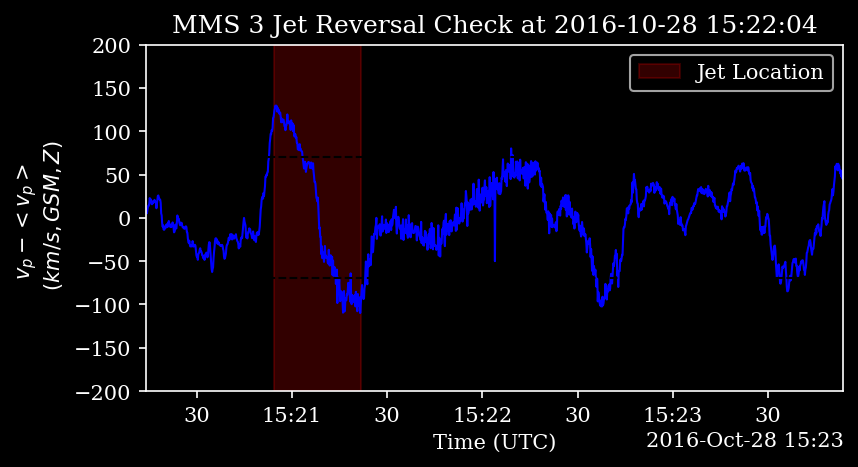 MMS 3 Jet Reversal Check at 2016-10-28 15:22:04
Jet Location
v_p - < v_p >
(km/s, GSM, Z)
200
150
100
50
0
−50
−100
−150
−200
30 15:21 30 15:22 30 15:23 30
Time (UTC)
2016-Oct-28 15:23